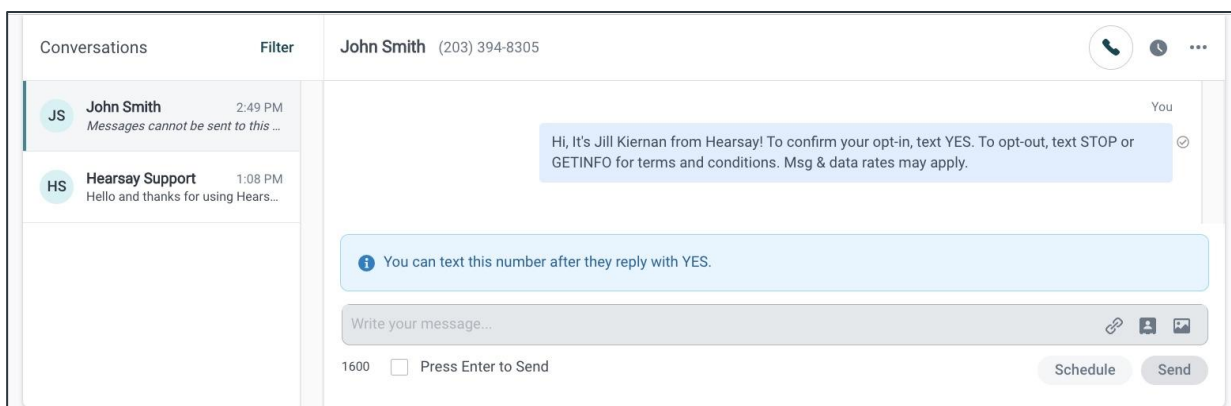 Conversations
Filter
JS
John Smith
2:49 PM
Messages cannot be sent to this ...
HS
Hearsay Support
1:08 PM
Hello and thanks for using Hears...
John Smith (203) 394-8305
You
Hi, It's Jill Kiernan from Hearsay! To confirm your opt-in, text YES. To opt-out, text STOP or
GETINFO for terms and conditions. Msg & data rates may apply.
You can text this number after they reply with YES.
Write your message...
1600
Press Enter to Send
Schedule
Send